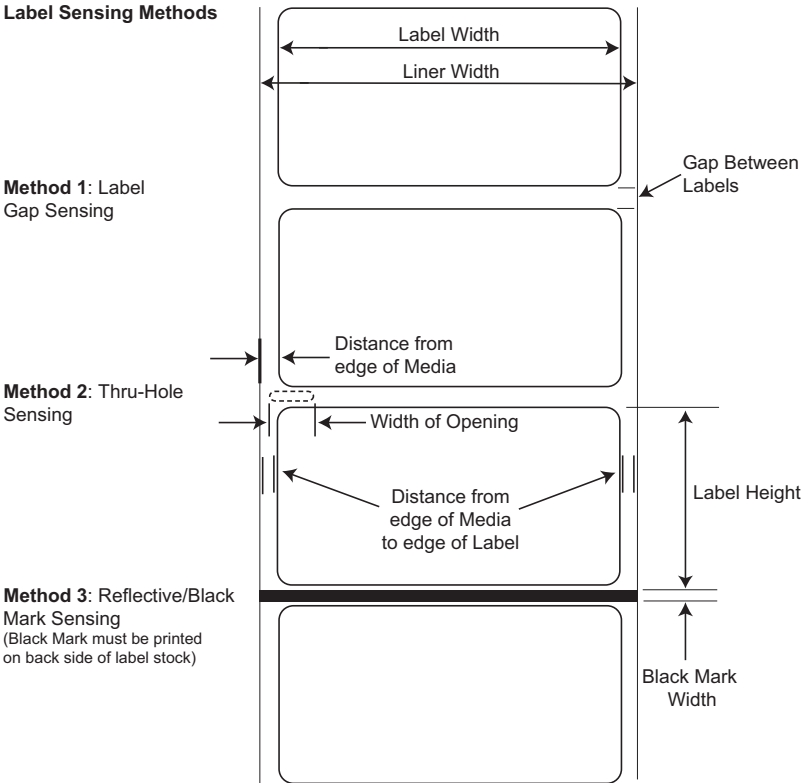 Label Sensing Methods
Label Width
Liner Width
Gap Between
Labels
Method 1: Label
Gap Sensing
Distance from
edge of Media
Method 2: Thru-Hole
Sensing
Width of Opening
Distance from
edge of Media
to edge of Label
Label Height
Method 3: Reflective/Black
Mark Sensing
(Black Mark must be printed
on back side of label stock)
Black Mark
Width